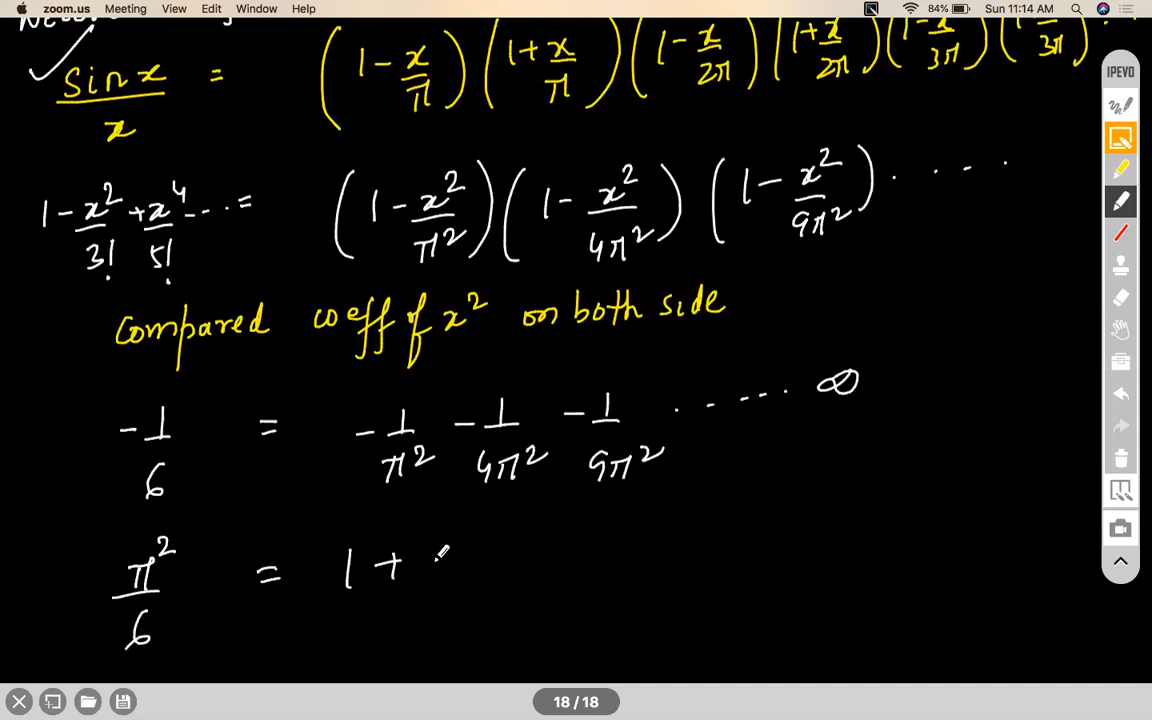 zoom.us Meeting View Edit Window Help 84% Sun 11:14 AM
sin x / x = (1 - x/π) (1 + x/π) (1 - x/2π) (1 + x/2π) (1 - x/3π) (1 + x/3π) ...
IPEVO
1 - x²/3! + x⁴/5! - ... = (1 - x²/π²) (1 - x²/4π²) (1 - x²/9π²) .....
Compared coeff of x² on both side
-1/6 = -1/π² - 1/4π² - 1/9π² ...... ∞
π²/6 = 1 +
18 / 18